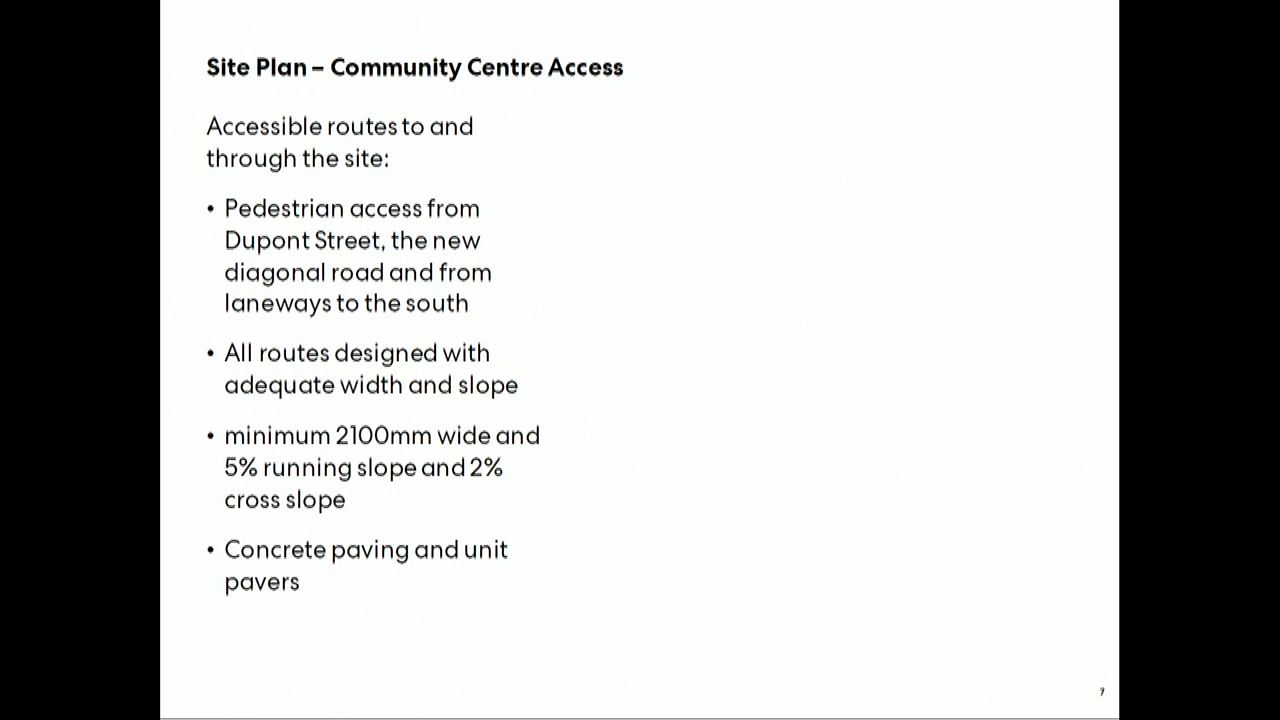 Site Plan – Community Centre Access
Accessible routes to and
through the site:
• Pedestrian access from
Dupont Street, the new
diagonal road and from
laneways to the south
• All routes designed with
adequate width and slope
• minimum 2100mm wide and
5% running slope and 2%
cross slope
• Concrete paving and unit
pavers
7